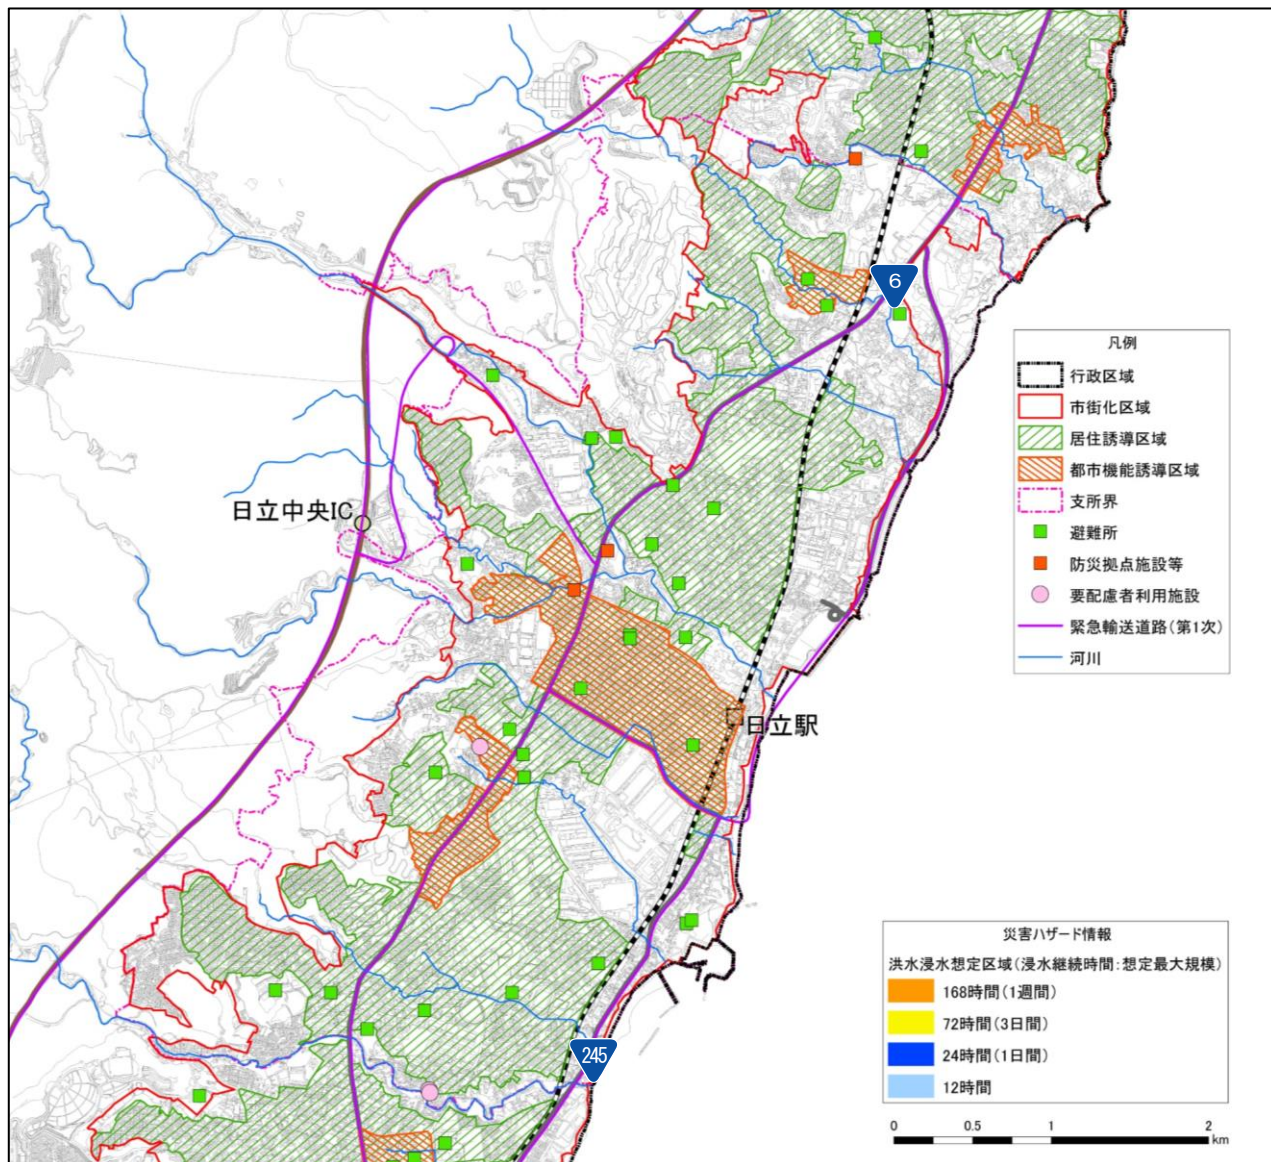 6
凡例
行政区域
市街化区域
居住誘導区域
都市機能誘導区域
支所界
避難所
防災拠点施設等
要配慮者利用施設
緊急輸送道路(第1次)
河川
日立中央IC
日立駅
245
災害ハザード情報
洪水浸水想定区域(浸水継続時間:想定最大規模)
168時間(1週間)
72時間(3日間)
24時間(1日間)
12時間
0 0.5 1 2
km